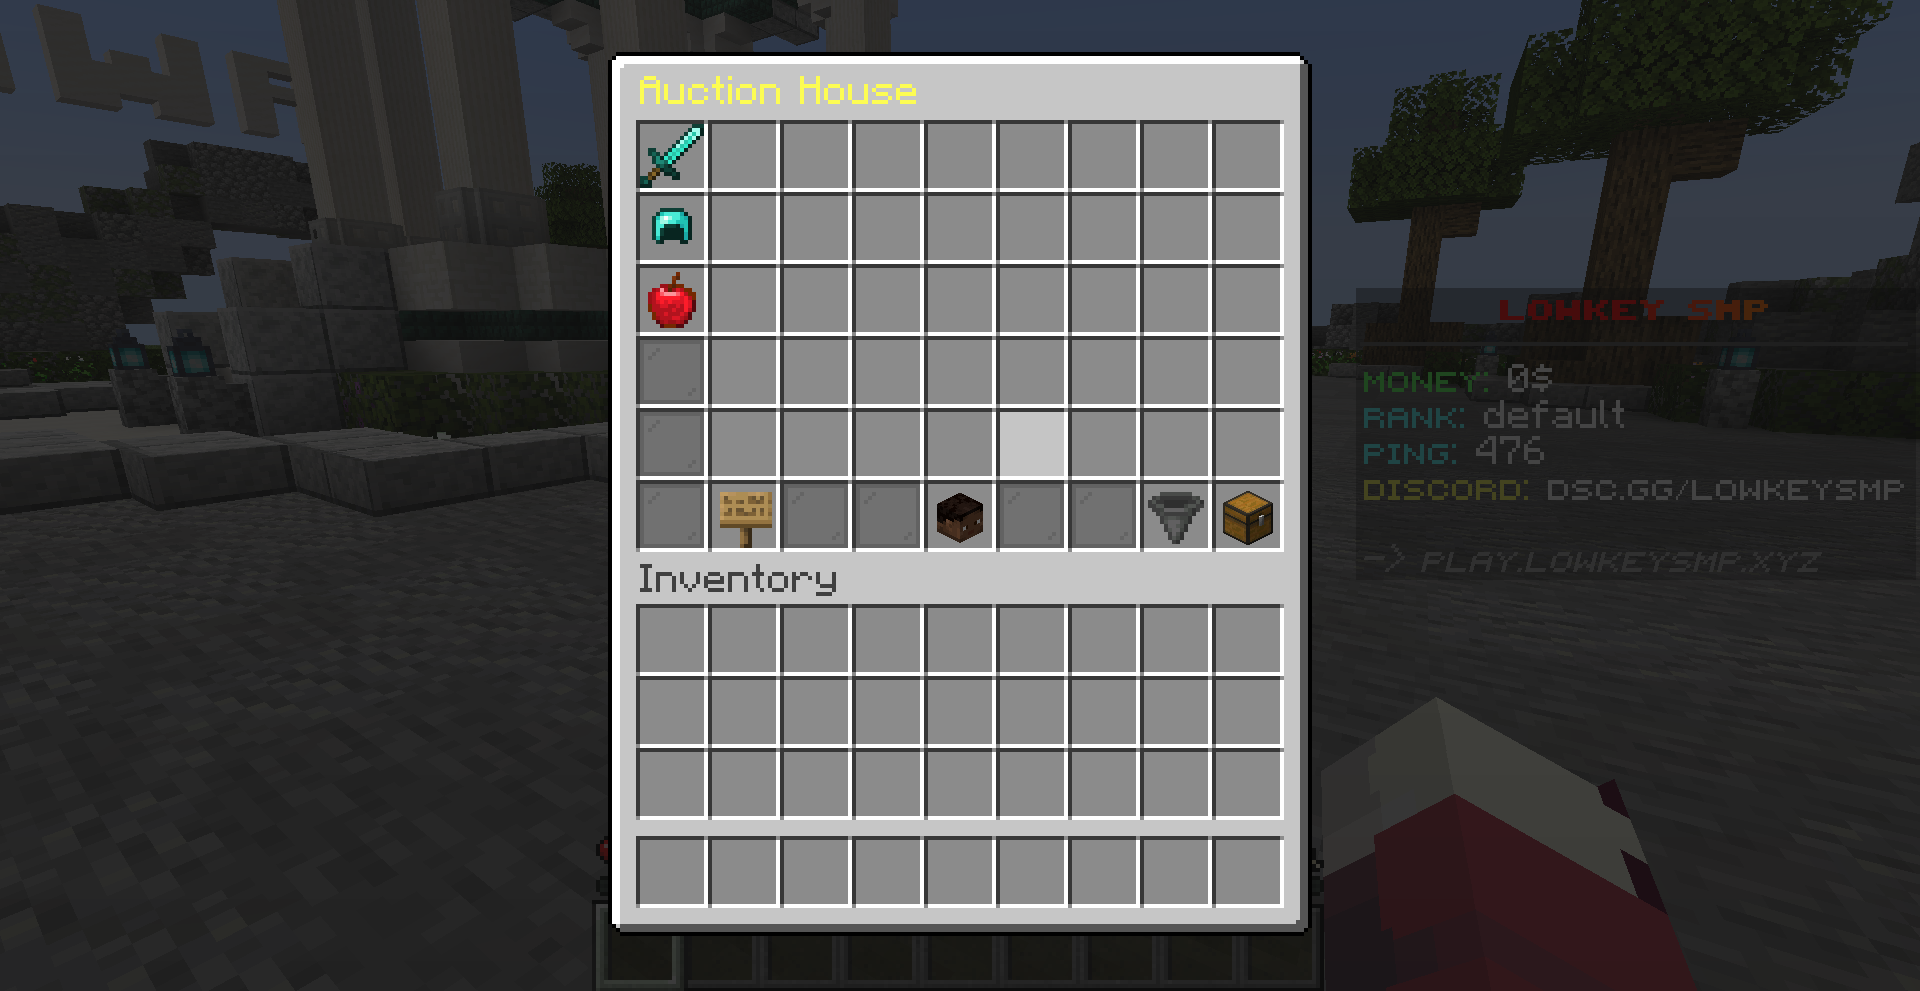 Auction House
LOWKEY SMP
MONEY: 0$
RANK: default
PING: 476
DISCORD: DSC.GG/LOWKEYSMP
-> PLAY.LOWKEYSMP.XYZ
Inventory